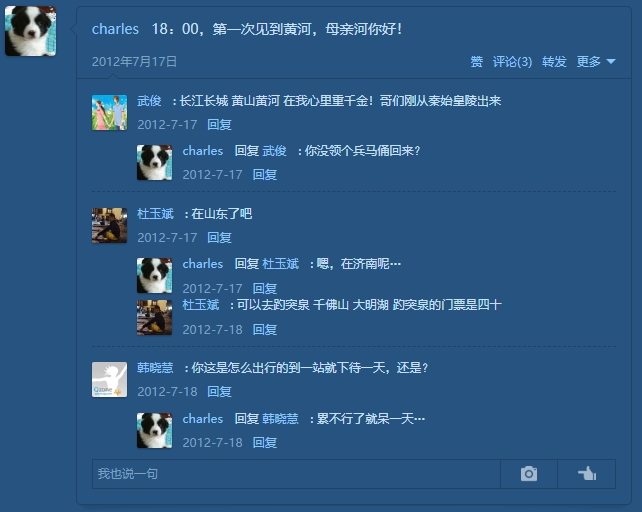 charles 18：00，第一次见到黄河，母亲河你好！
2012年7月17日 赞 评论(3) 转发 更多
武俊 : 长江长城 黄山黄河 在我心里重千金！哥们刚从秦始皇陵出来
2012-7-17 回复
charles 回复 武俊 : 你没领个兵马俑回来？
2012-7-17 回复
杜玉斌 : 在山东了吧
2012-7-17 回复
charles 回复 杜玉斌 : 嗯，在济南呢…
2012-7-17 回复
杜玉斌 : 可以去趵突泉 千佛山 大明湖 趵突泉的门票是四十
2012-7-18 回复
韩晓慧 : 你这是怎么出行的到一站就下待一天，还是？
2012-7-18 回复
charles 回复 韩晓慧 : 累不行了就呆一天…
2012-7-18 回复
我也说一句